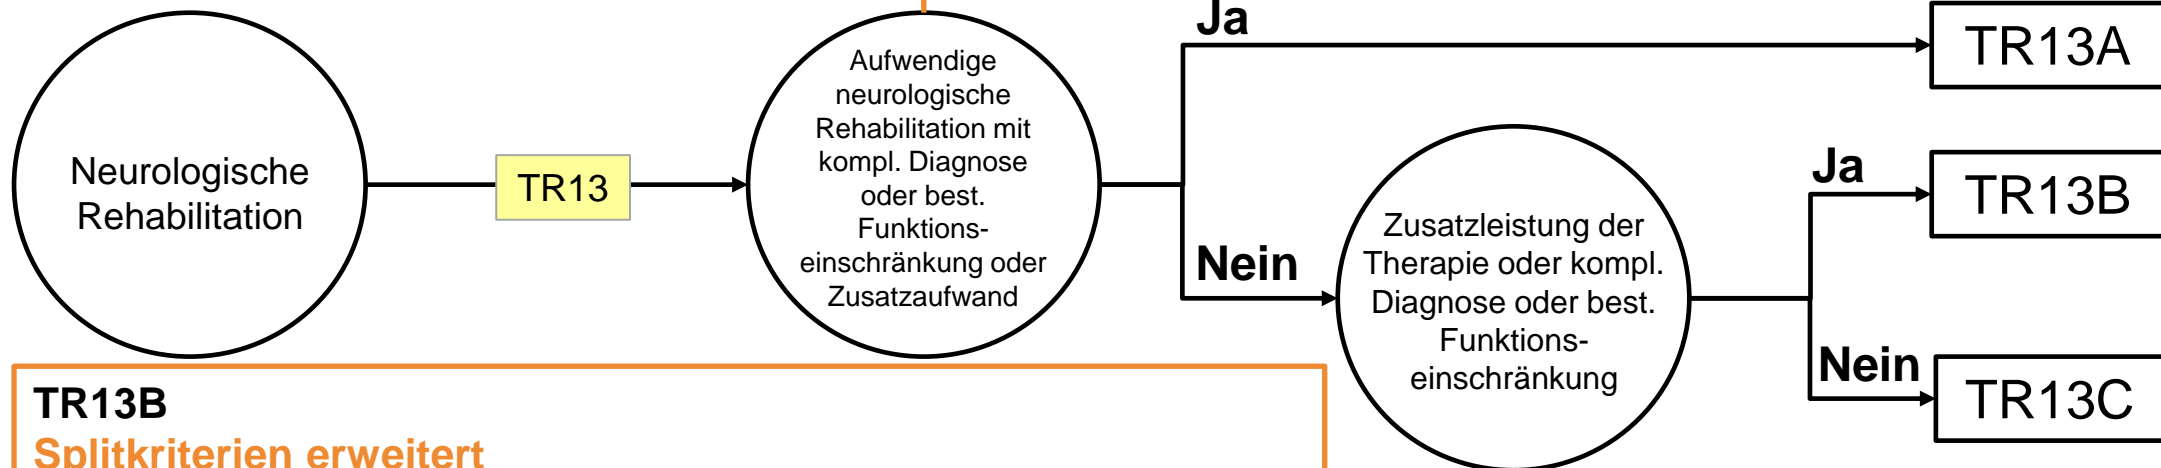 Neurologische
Rehabilitation
TR13
Aufwendige
neurologische
Rehabilitation mit
kompl. Diagnose
oder best.
Funktions-
einschränkung oder
Zusatzaufwand
Ja
TR13A
Nein
Zusatzleistung der
Therapie oder kompl.
Diagnose oder best.
Funktions-
einschränkung
Ja
TR13B
Nein
TR13C
TR13B
Splitkriterien erweitert